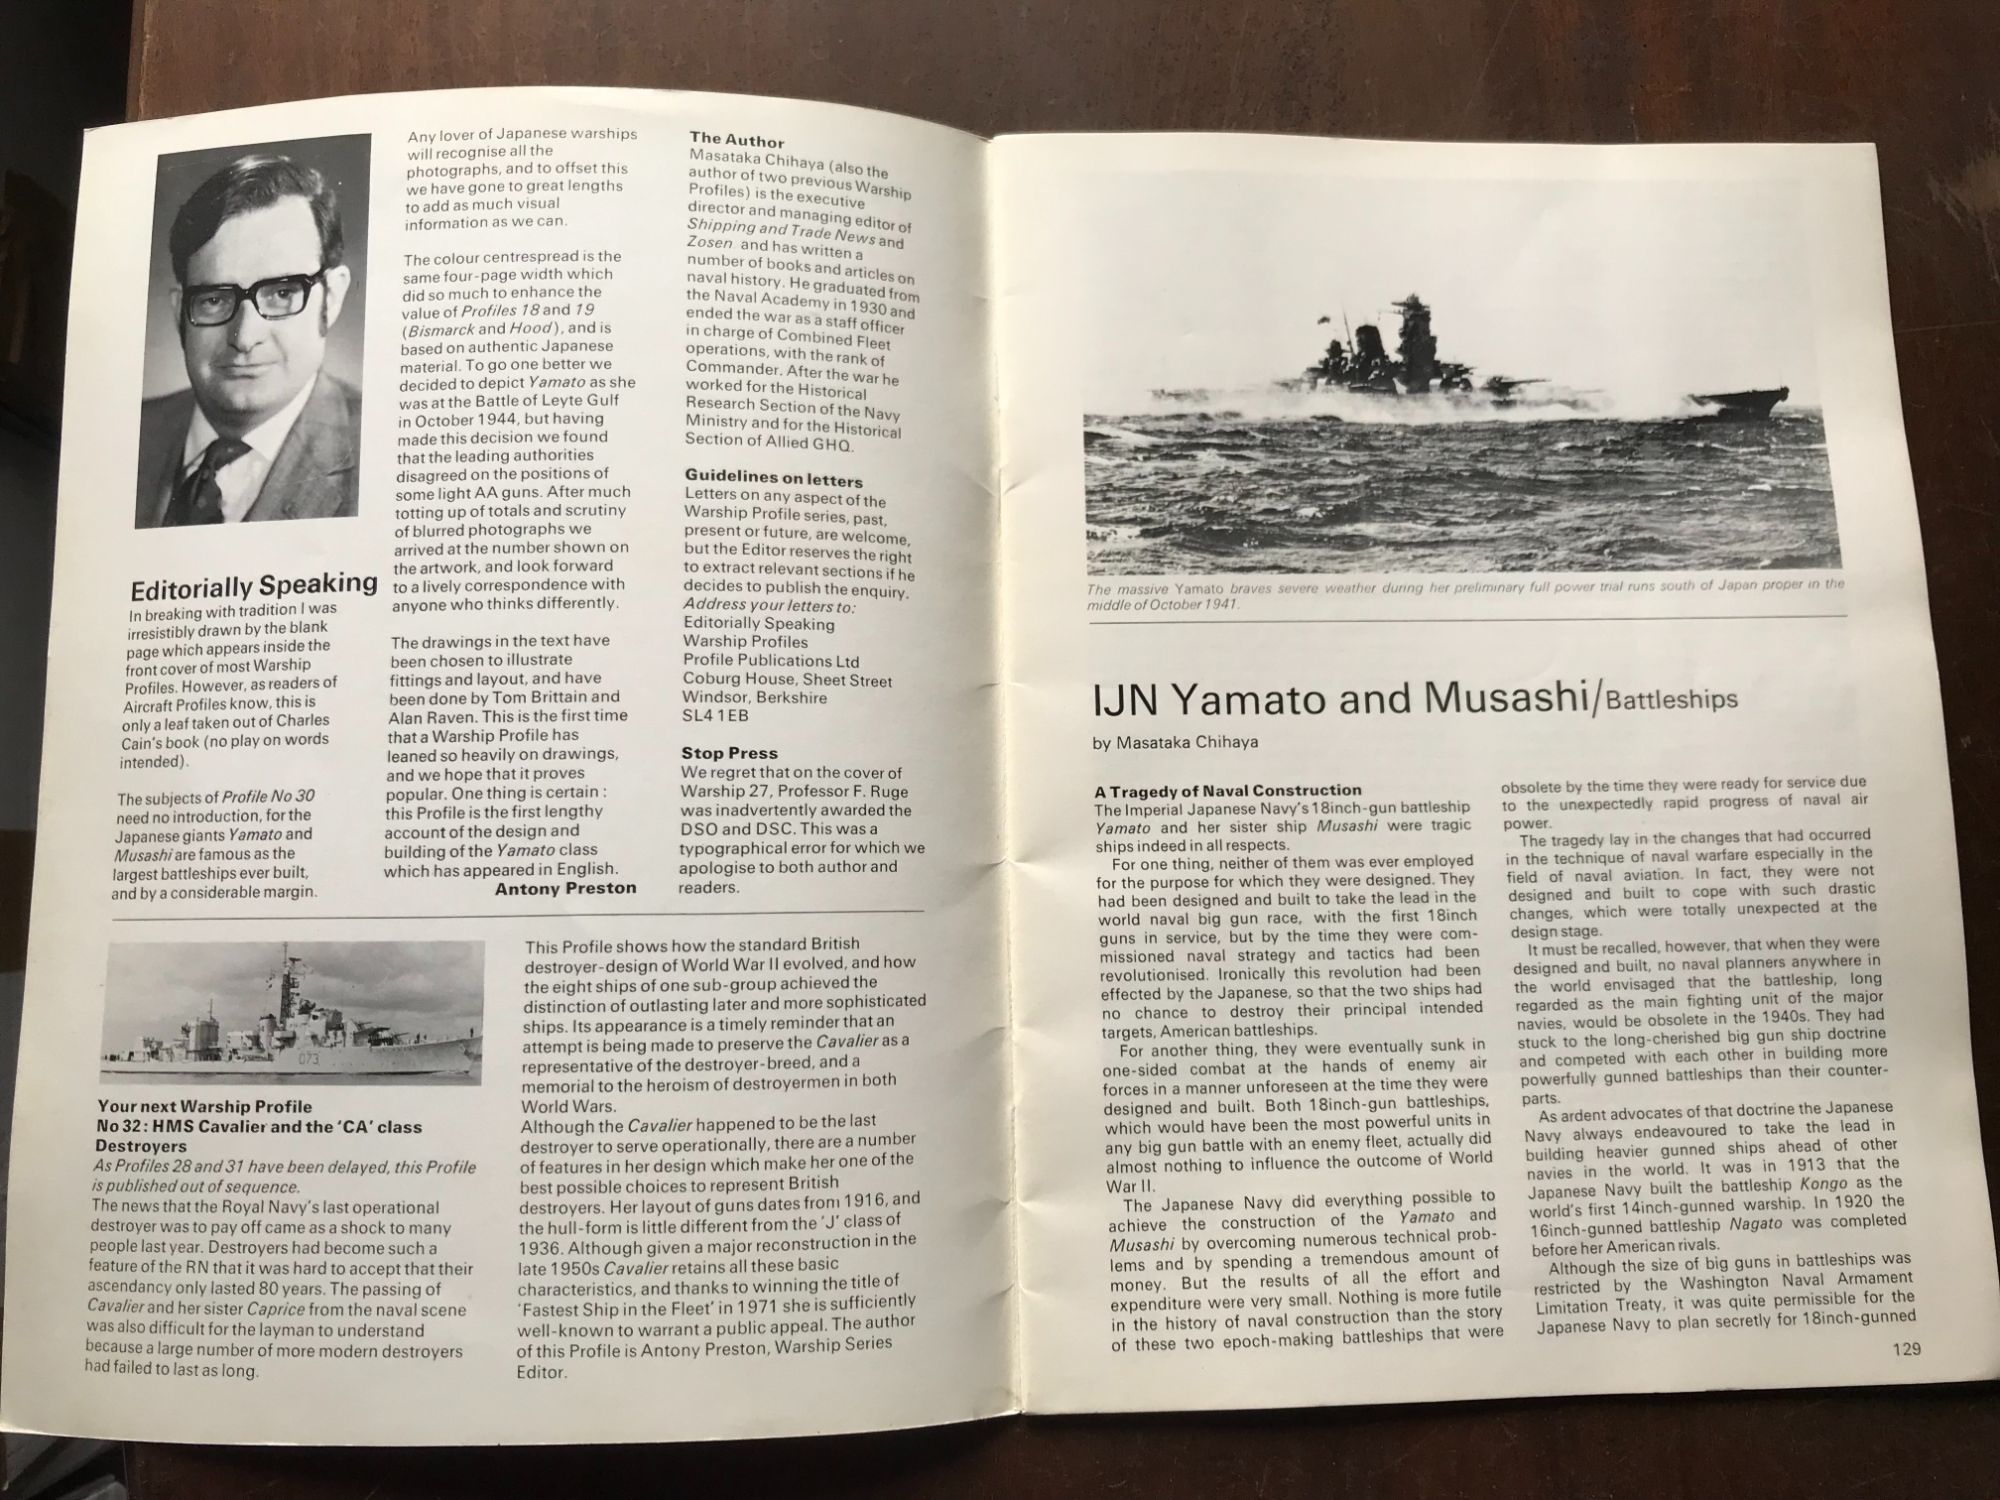 Editorially Speaking
In breaking with tradition I was
irresistibly drawn by the blank
page which appears inside the
front cover of most Warship
Profiles. However, as readers of
Aircraft Profiles know, this is
only a leaf taken out of Charles
Cain's book (no play on words
intended).
The subjects of Profile No 30
need no introduction, for the
Japanese giants Yamato and
Musashi are famous as the
largest battleships ever built,
and by a considerable margin.
Any lover of Japanese warships
will recognise all the
photographs, and to offset this
we have gone to great lengths
to add as much visual
information as we can.
The colour centrespread is the
same four-page width which
did so much to enhance the
value of Profiles 18 and 19
(Bismarck and Hood), and is
based on authentic Japanese
material. To go one better we
decided to depict Yamato as she
was at the Battle of Leyte Gulf
in October 1944, but having
made this decision we found
that the leading authorities
disagreed on the positions of
some light AA guns. After much
totting up of totals and scrutiny
of blurred photographs we
arrived at the number shown on
the artwork, and look forward
to a lively correspondence with
anyone who thinks differently.
The drawings in the text have
been chosen to illustrate
fittings and layout, and have
been done by Tom Brittain and
Alan Raven. This is the first time
that a Warship Profile has
leaned so heavily on drawings,
and we hope that it proves
popular. One thing is certain :
this Profile is the first lengthy
account of the design and
building of the Yamato class
which has appeared in English.
Antony Preston
The Author
Masataka Chihaya (also the
author of two previous Warship
Profiles) is the executive
director and managing editor of
Shipping and Trade News and
Zosen and has written a
number of books and articles on
naval history. He graduated from
the Naval Academy in 1930 and
ended the war as a staff officer
in charge of Combined Fleet
operations, with the rank of
Commander. After the war he
worked for the Historical
Research Section of the Navy
Ministry and for the Historical
Section of Allied GHQ.
Guidelines on letters
Letters on any aspect of the
Warship Profile series, past,
present or future, are welcome,
but the Editor reserves the right
to extract relevant sections if he
decides to publish the enquiry.
Address your letters to:
Editorially Speaking
Warship Profiles
Profile Publications Ltd
Coburg House, Sheet Street
Windsor, Berkshire
SL4 1EB
Stop Press
We regret that on the cover of
Warship 27, Professor F. Ruge
was inadvertently awarded the
DSO and DSC. This was a
typographical error for which we
apologise to both author and
readers.
D73
Your next Warship Profile
No 32: HMS Cavalier and the 'CA' class
Destroyers
As Profiles 28 and 31 have been delayed, this Profile
is published out of sequence.
The news that the Royal Navy's last operational
destroyer was to pay off came as a shock to many
people last year. Destroyers had become such a
feature of the RN that it was hard to accept that their
ascendancy only lasted 80 years. The passing of
Cavalier and her sister Caprice from the naval scene
was also difficult for the layman to understand
because a large number of more modern destroyers
had failed to last as long.
This Profile shows how the standard British
destroyer-design of World War II evolved, and how
the eight ships of one sub-group achieved the
distinction of outlasting later and more sophisticated
ships. Its appearance is a timely reminder that an
attempt is being made to preserve the Cavalier as a
representative of the destroyer-breed, and a
memorial to the heroism of destroyermen in both
World Wars.
Although the Cavalier happened to be the last
destroyer to serve operationally, there are a number
of features in her design which make her one of the
best possible choices to represent British
destroyers. Her layout of guns dates from 1916, and
the hull-form is little different from the 'J' class of
1936. Although given a major reconstruction in the
late 1950s Cavalier retains all these basic
characteristics, and thanks to winning the title of
'Fastest Ship in the Fleet' in 1971 she is sufficiently
well-known to warrant a public appeal. The author
of this Profile is Antony Preston, Warship Series
Editor.
The massive Yamato braves severe weather during her preliminary full power trial runs south of Japan proper in the
middle of October 1941.
IJN Yamato and Musashi/Battleships
by Masataka Chihaya
A Tragedy of Naval Construction
The Imperial Japanese Navy's 18inch-gun battleship
Yamato and her sister ship Musashi were tragic
ships indeed in all respects.
For one thing, neither of them was ever employed
for the purpose for which they were designed. They
had been designed and built to take the lead in the
world naval big gun race, with the first 18inch
guns in service, but by the time they were com-
missioned naval strategy and tactics had been
revolutionised. Ironically this revolution had been
effected by the Japanese, so that the two ships had
no chance to destroy their principal intended
targets, American battleships.
For another thing, they were eventually sunk in
one-sided combat at the hands of enemy air
forces in a manner unforeseen at the time they were
designed and built. Both 18inch-gun battleships,
which would have been the most powerful units in
any big gun battle with an enemy fleet, actually did
almost nothing to influence the outcome of World
War II.
The Japanese Navy did everything possible to
achieve the construction of the Yamato and
Musashi by overcoming numerous technical prob-
lems and by spending a tremendous amount of
money. But the results of all the effort and
expenditure were very small. Nothing is more futile
in the history of naval construction than the story
of these two epoch-making battleships that were
obsolete by the time they were ready for service due
to the unexpectedly rapid progress of naval air
power.
The tragedy lay in the changes that had occurred
in the technique of naval warfare especially in the
field of naval aviation. In fact, they were not
designed and built to cope with such drastic
changes, which were totally unexpected at the
design stage.
It must be recalled, however, that when they were
designed and built, no naval planners anywhere in
the world envisaged that the battleship, long
regarded as the main fighting unit of the major
navies, would be obsolete in the 1940s. They had
stuck to the long-cherished big gun ship doctrine
and competed with each other in building more
powerfully gunned battleships than their counter-
parts.
As ardent advocates of that doctrine the Japanese
Navy always endeavoured to take the lead in
building heavier gunned ships ahead of other
navies in the world. It was in 1913 that the
Japanese Navy built the battleship Kongo as the
world's first 14inch-gunned warship. In 1920 the
16inch-gunned battleship Nagato was completed
before her American rivals.
Although the size of big guns in battleships was
restricted by the Washington Naval Armament
Limitation Treaty, it was quite permissible for the
Japanese Navy to plan secretly for 18inch-gunned
129